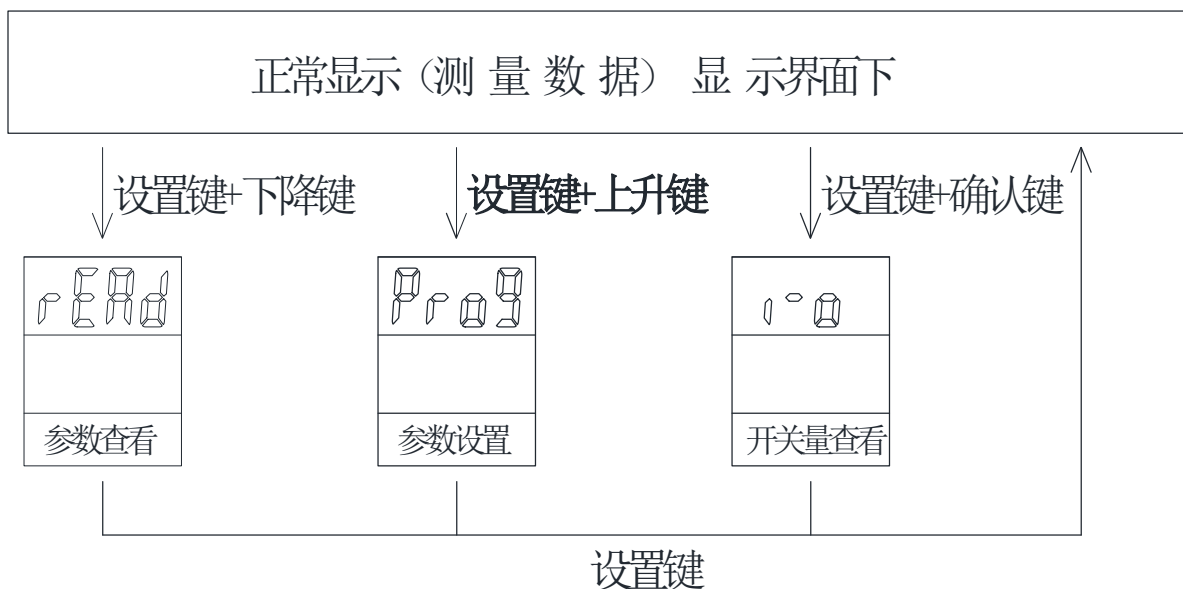 正常显示（测 量 数 据） 显 示界面下
设置键+下降键
设置键+上升键
设置键+确认键
rEAd
Prog
i-o
参数查看
参数设置
开关量查看
设置键